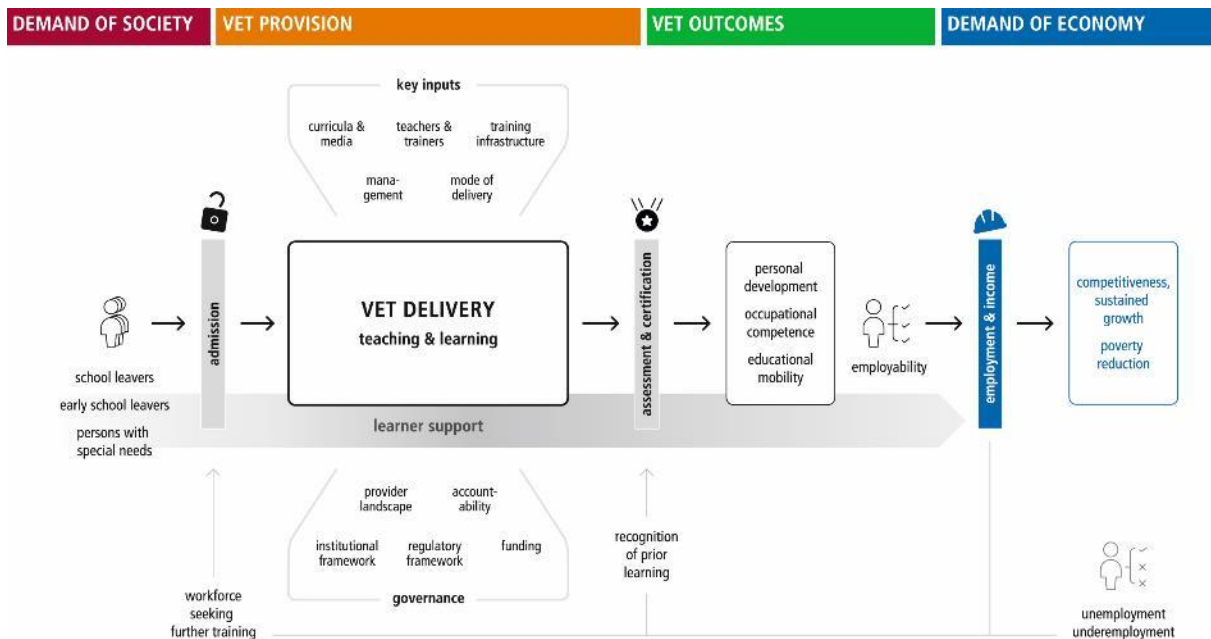 DEMAND OF SOCIETY
VET PROVISION
VET OUTCOMES
DEMAND OF ECONOMY
key inputs
curricula &
media
teachers &
trainers
training
infrastructure
mana-
gement
mode of
delivery
admission
VET DELIVERY
teaching & learning
assessment & certification
personal
development
occupational
competence
educational
mobility
employability
employment & income
competitiveness,
sustained
growth
poverty
reduction
school leavers
early school leavers
persons with
special needs
learner support
provider
landscape
account-
ability
institutional
framework
regulatory
framework
funding
governance
recognition
of prior
learning
workforce
seeking
further training
unemployment
underemployment